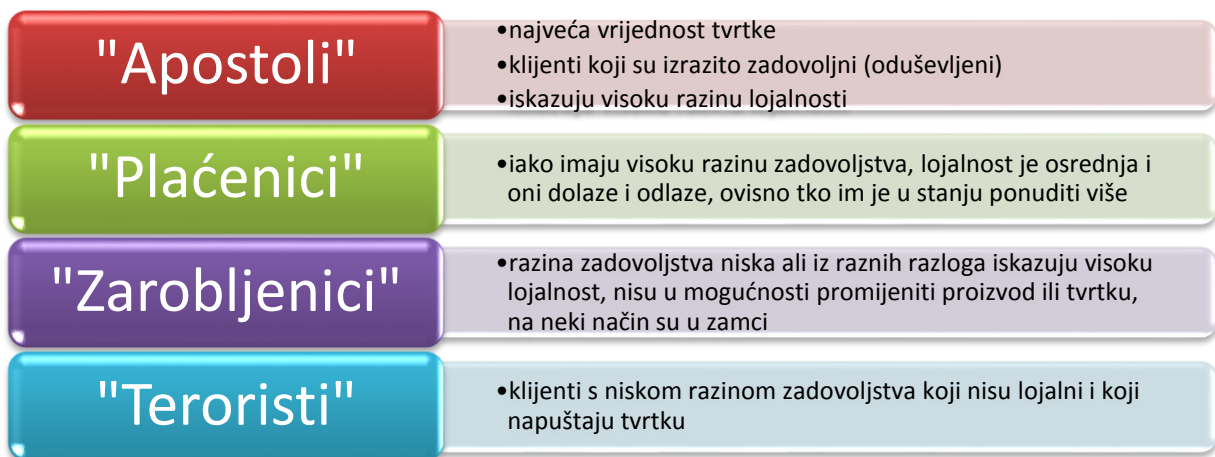 "Apostoli"
•najveća vrijednost tvrtke
•klijenti koji su izrazito zadovoljni (oduševljeni)
•iskazuju visoku razinu lojalnosti
"Plaćenici"
•iako imaju visoku razinu zadovoljstva, lojalnost je osrednja i
oni dolaze i odlaze, ovisno tko im je u stanju ponuditi više
"Zarobljenici"
•razina zadovoljstva niska ali iz raznih razloga iskazuju visoku
lojalnost, nisu u mogućnosti promijeniti proizvod ili tvrtku,
na neki način su u zamci
"Teroristi"
•klijenti s niskom razinom zadovoljstva koji nisu lojalni i koji
napuštaju tvrtku